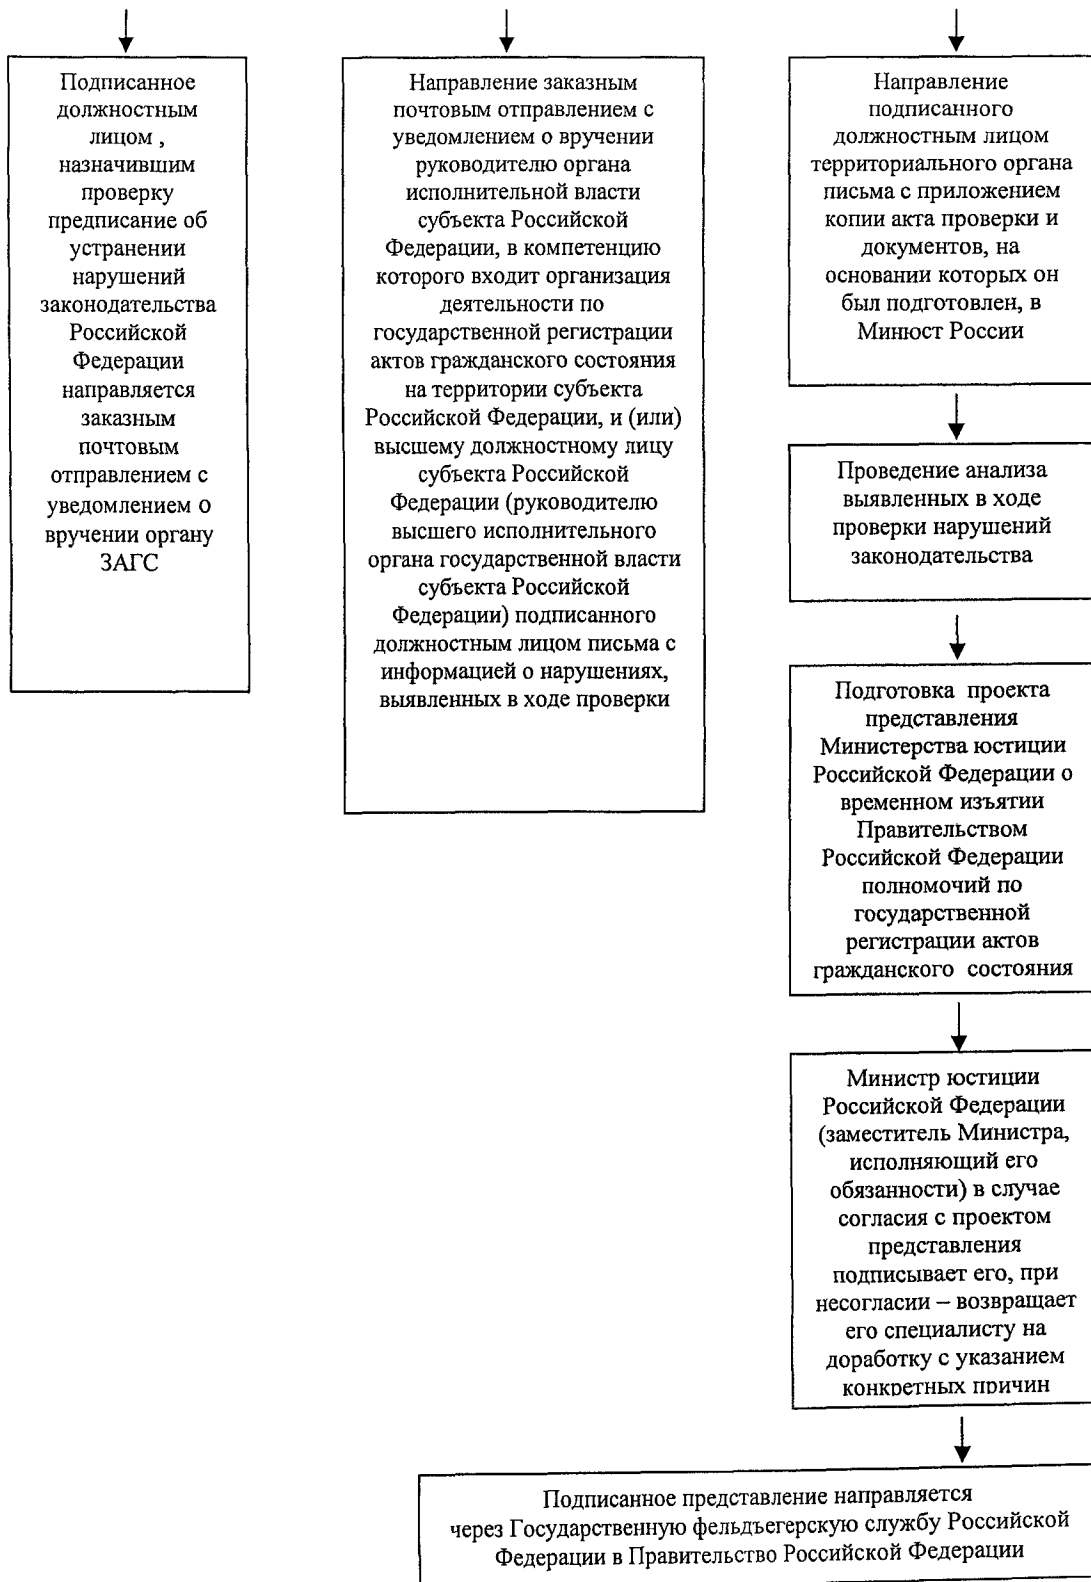 Подписанное
должностным
лицом ,
назначившим
проверку
предписание об
устранении
нарушений
законодательства
Российской
Федерации
направляется
заказным
почтовым
отправлением с
уведомлением о
вручении органу
ЗАГС
Направление заказным
почтовым отправлением с
уведомлением о вручении
руководителю органа
исполнительной власти
субъекта Российской
Федерации, в компетенцию
которого входит организация
деятельности по
государственной регистрации
актов гражданского состояния
на территории субъекта
Российской Федерации, и (или)
высшему должностному лицу
субъекта Российской
Федерации (руководителю
высшего исполнительного
органа государственной власти
субъекта Российской
Федерации) подписанного
должностным лицом письма с
информацией о нарушениях,
выявленных в ходе проверки
Направление
подписанного
должностным лицом
территориального органа
письма с приложением
копии акта проверки и
документов, на
основании которых он
был подготовлен, в
Минюст России
Проведение анализа
выявленных в ходе
проверки нарушений
законодательства
Подготовка проекта
представления
Министерства юстиции
Российской Федерации о
временном изъятии
Правительством
Российской Федерации
полномочий по
государственной
регистрации актов
гражданского состояния
Министр юстиции
Российской Федерации
(заместитель Министра,
исполняющий его
обязанности) в случае
согласия с проектом
представления
подписывает его, при
несогласии – возвращает
его специалисту на
доработку с указанием
конкретных причин
Подписанное представление направляется
через Государственную фельдъегерскую службу Российской
Федерации в Правительство Российской Федерации